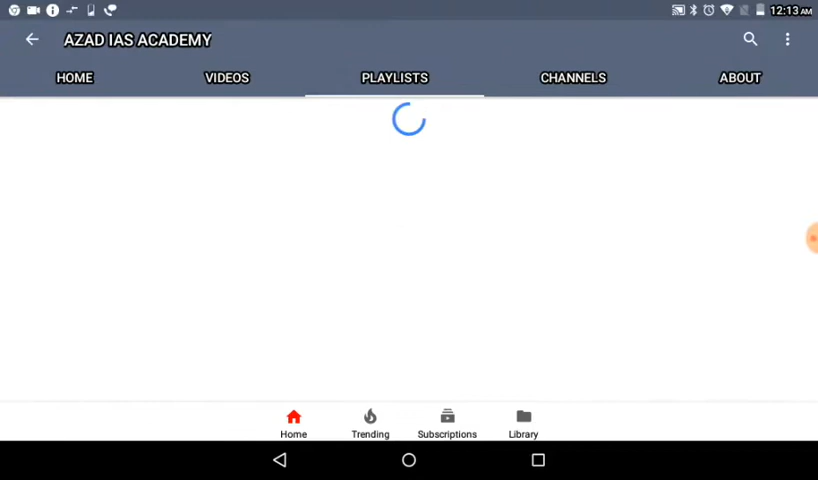 12:13 AM
AZAD IAS ACADEMY
HOME VIDEOS PLAYLISTS CHANNELS ABOUT
Home Trending Subscriptions Library